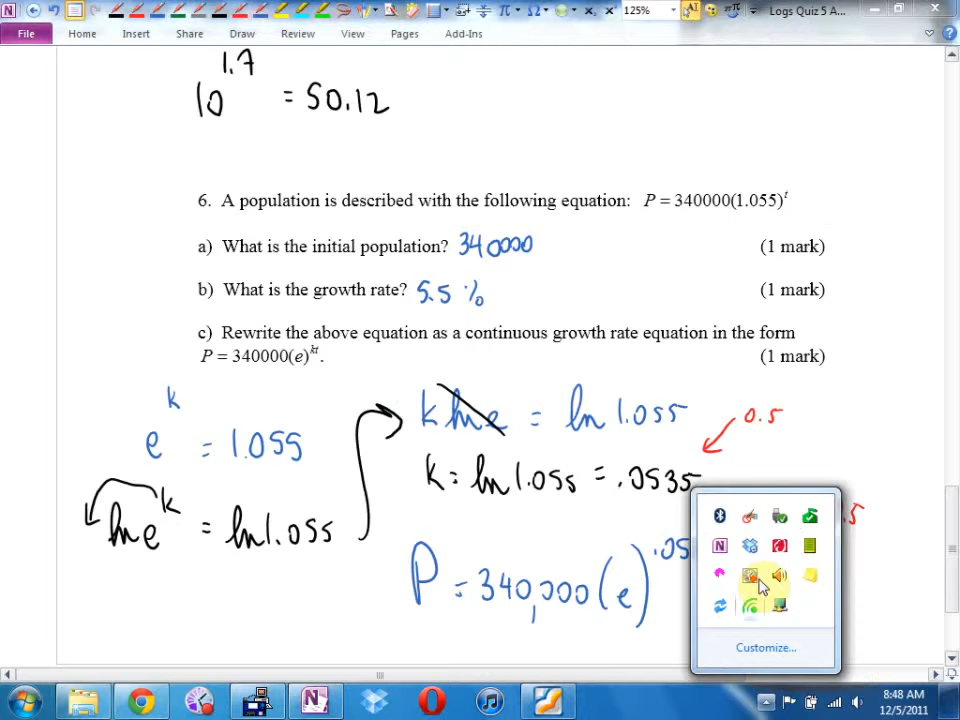 125%
Logs Quiz 5 A...
File Home Insert Share Draw Review View Pages Add-Ins
10^1.7 = 50.12
6. A population is described with the following equation: P = 340000(1.055)^t
a) What is the initial population? 340000 (1 mark)
b) What is the growth rate? 5.5 % (1 mark)
c) Rewrite the above equation as a continuous growth rate equation in the form
P = 340000(e)^kt. (1 mark)
e^k = 1.055
ln e^k = ln 1.055
k ln e = ln 1.055
0.5
k = ln 1.055 = .0535
.5
P = 340,000 (e)^.05
Customize...
8:48 AM
12/5/2011